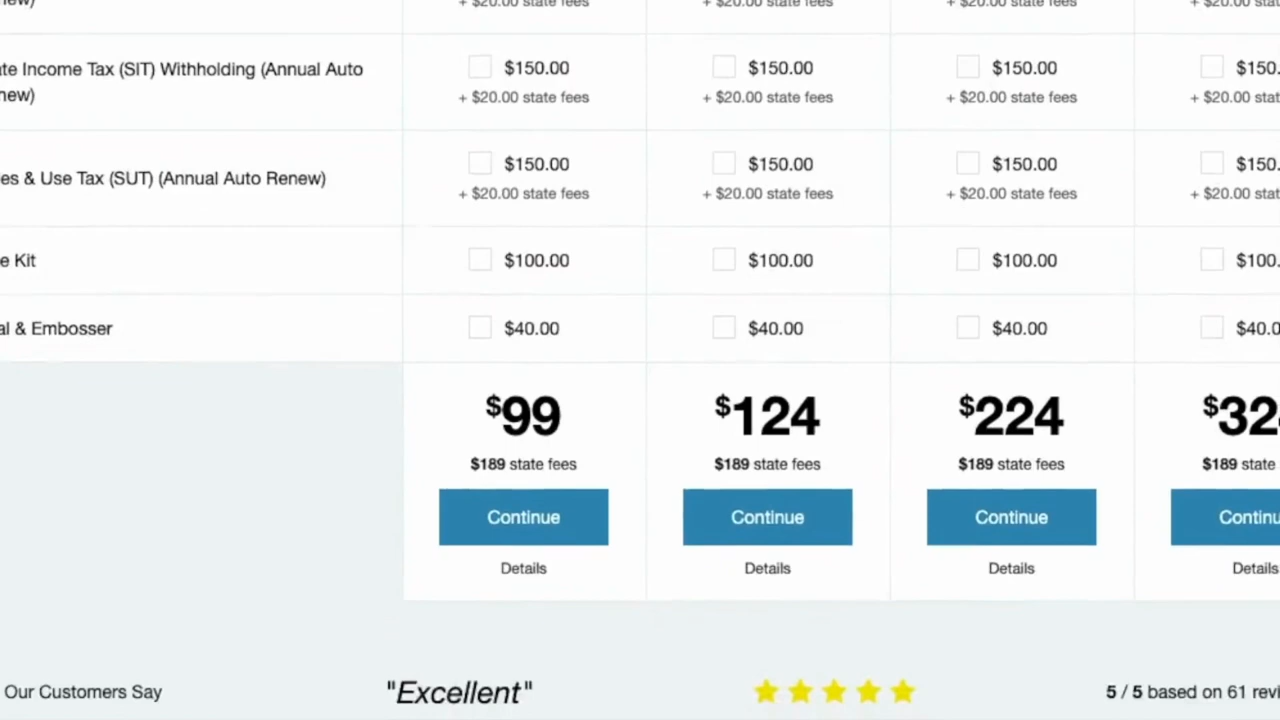 + $20.00 state fees + $20.00 state fees + $20.00 state fees
ate Income Tax (SIT) Withholding (Annual Auto
new)
$150.00 $150.00 $150.00 $150.
+ $20.00 state fees + $20.00 state fees + $20.00 state fees + $20.00 stat
es & Use Tax (SUT) (Annual Auto Renew)
$150.00 $150.00 $150.00 $150.
+ $20.00 state fees + $20.00 state fees + $20.00 state fees + $20.00 stat
e Kit $100.00 $100.00 $100.00 $100.
al & Embosser $40.00 $40.00 $40.00 $40.0
$99 $124 $224 $32
$189 state fees $189 state fees $189 state fees $189 state
Continue Continue Continue Continu
Details Details Details Details
Our Customers Say "Excellent" 5 / 5 based on 61 revi